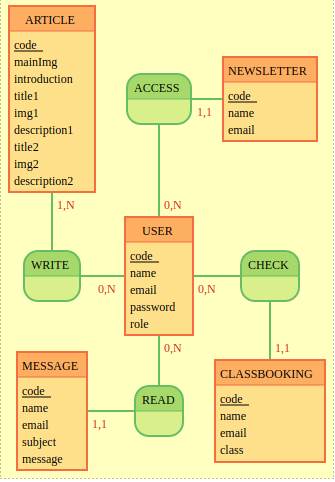 ARTICLE
code
mainImg
introduction
title1
img1
description1
title2
img2
description2
ACCESS
NEWSLETTER
code
name
email
1,1
1,N
0,N
WRITE
USER
code
name
email
password
role
CHECK
0,N
0,N
0,N
1,1
MESSAGE
code
name
email
subject
message
READ
1,1
CLASSBOOKING
code
name
email
class